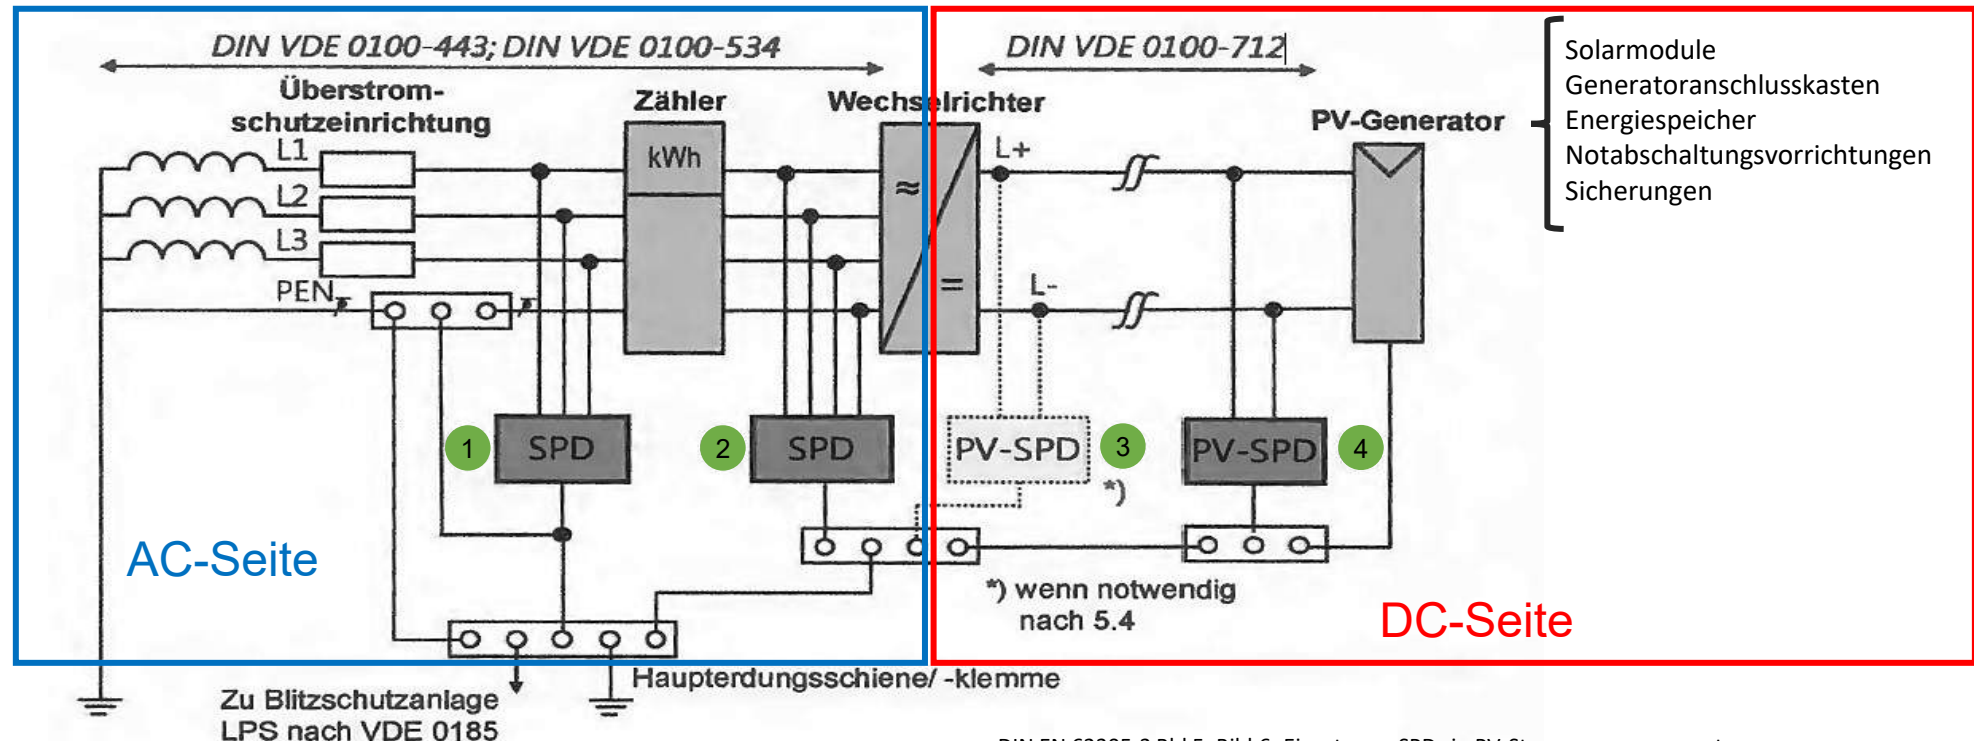 DIN VDE 0100-443; DIN VDE 0100-534
DIN VDE 0100-712
Solarmodule
Generatoranschlusskasten
Energiespeicher
Notabschaltungsvorrichtungen
Sicherungen
Überstrom-
schutzeinrichtung
Zähler
Wechselrichter
PV-Generator
L1
L2
L3
PEN
kWh
≈
=
L+
L-
1
SPD
2
SPD
PV-SPD
3
*)
PV-SPD
4
AC-Seite
*) wenn notwendig
nach 5.4
DC-Seite
Haupterdungsschiene/ -klemme
Zu Blitzschutzanlage
LPS nach VDE 0185